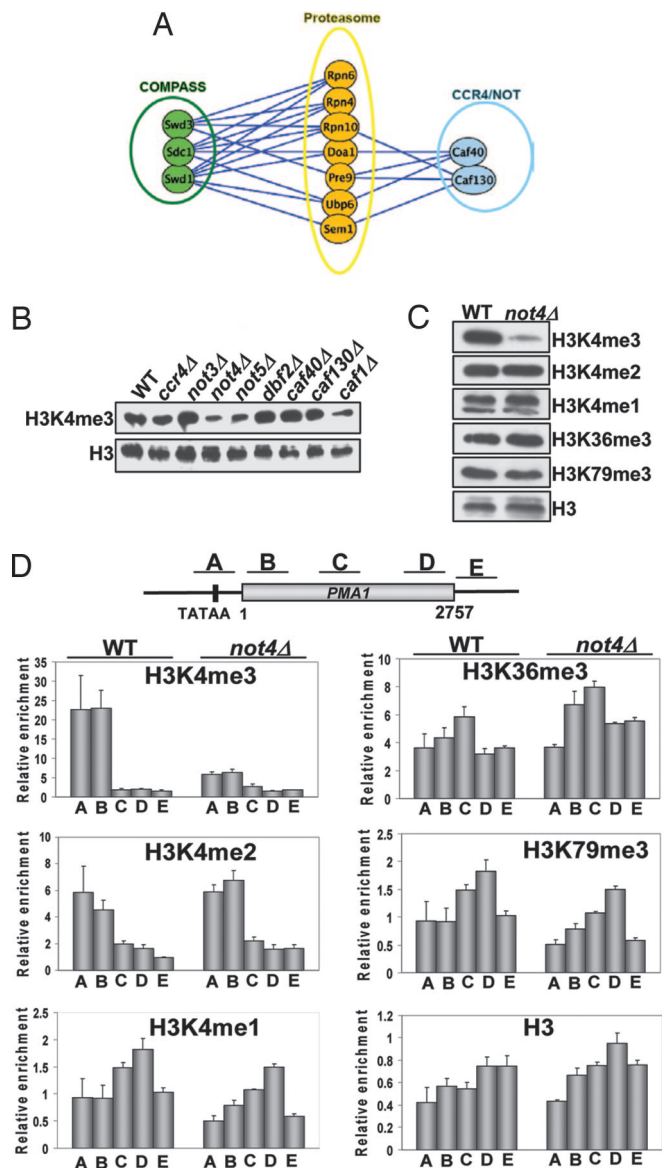 A
Proteasome
COMPASS
CCR4/NOT
Rpn6
Rpn4
Swd3
Rpn10
Sdc1
Doa1
Caf40
Swd1
Pre9
Caf130
Ubp6
Sem1
B
WT ccr4Δ not3Δ not4Δ not5Δ dbf2Δ caf40Δ caf130Δ caf1Δ
H3K4me3
H3
C
WT not4Δ
H3K4me3
H3K4me2
H3K4me1
H3K36me3
H3K79me3
H3
D
A B C D E
PMA1
TATAA 1 2757
WT not4Δ
H3K4me3
Relative enrichment
35
30
25
20
15
10
5
0
A B C D E A B C D E
H3K4me2
Relative enrichment
10
8
6
4
2
0
A B C D E A B C D E
H3K4me1
Relative enrichment
2.5
2
1.5
1
0.5
0
A B C D E A B C D E
WT not4Δ
H3K36me3
Relative enrichment
10
8
6
4
2
0
A B C D E A B C D E
H3K79me3
Relative enrichment
2.5
2
1.5
1
0.5
0
A B C D E A B C D E
H3
Relative enrichment
1.2
1
0.8
0.6
0.4
0.2
0
A B C D E A B C D E